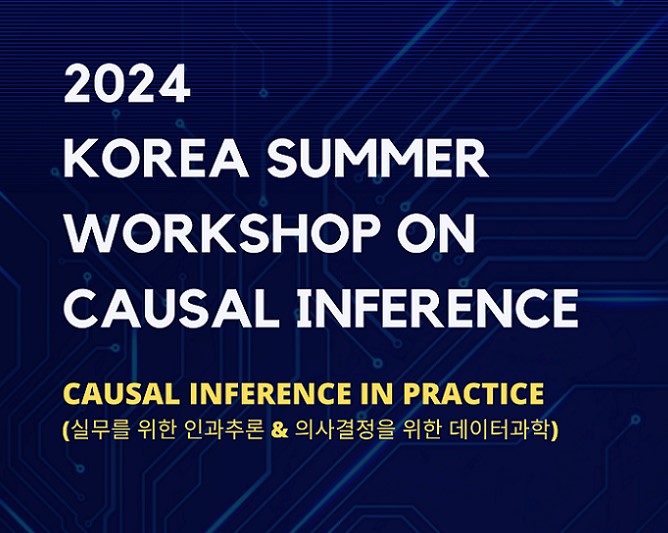 2024
KOREA SUMMER
WORKSHOP ON
CAUSAL INFERENCE
CAUSAL INFERENCE IN PRACTICE
(실무를 위한 인과추론 & 의사결정을 위한 데이터과학)